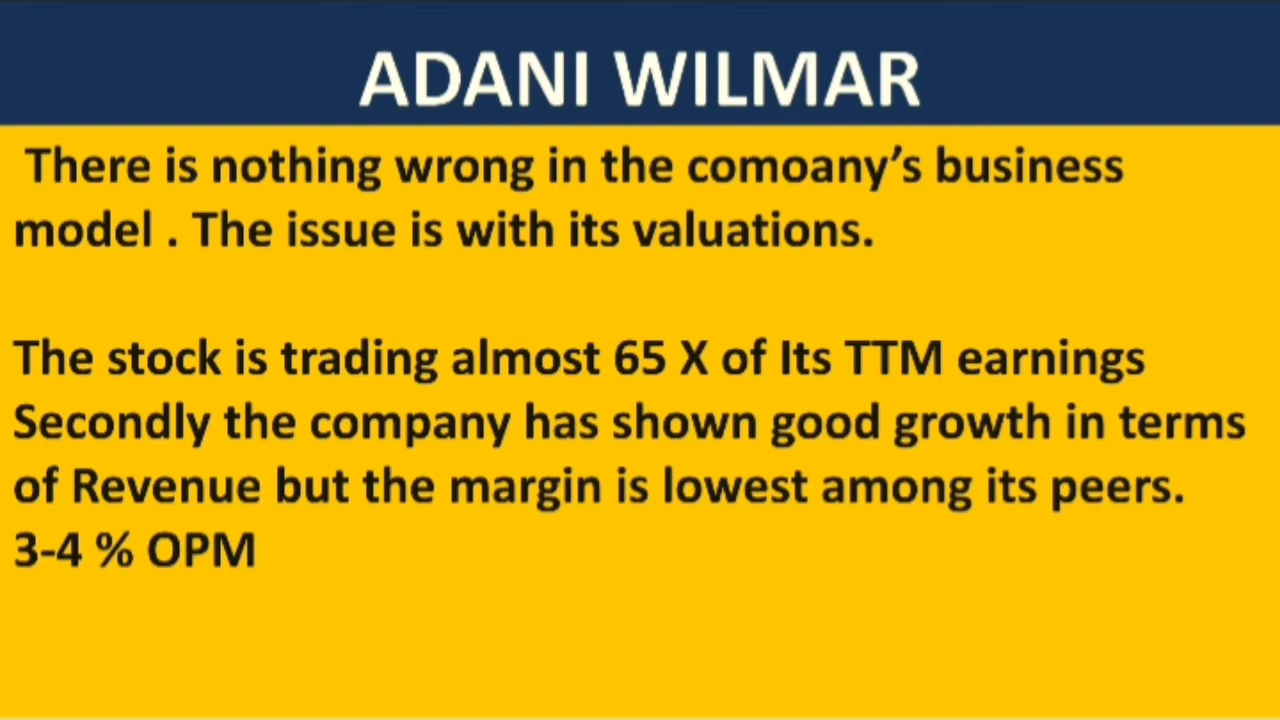 ADANI WILMAR
There is nothing wrong in the comoany’s business
model . The issue is with its valuations.
The stock is trading almost 65 X of Its TTM earnings
Secondly the company has shown good growth in terms
of Revenue but the margin is lowest among its peers.
3-4 % OPM